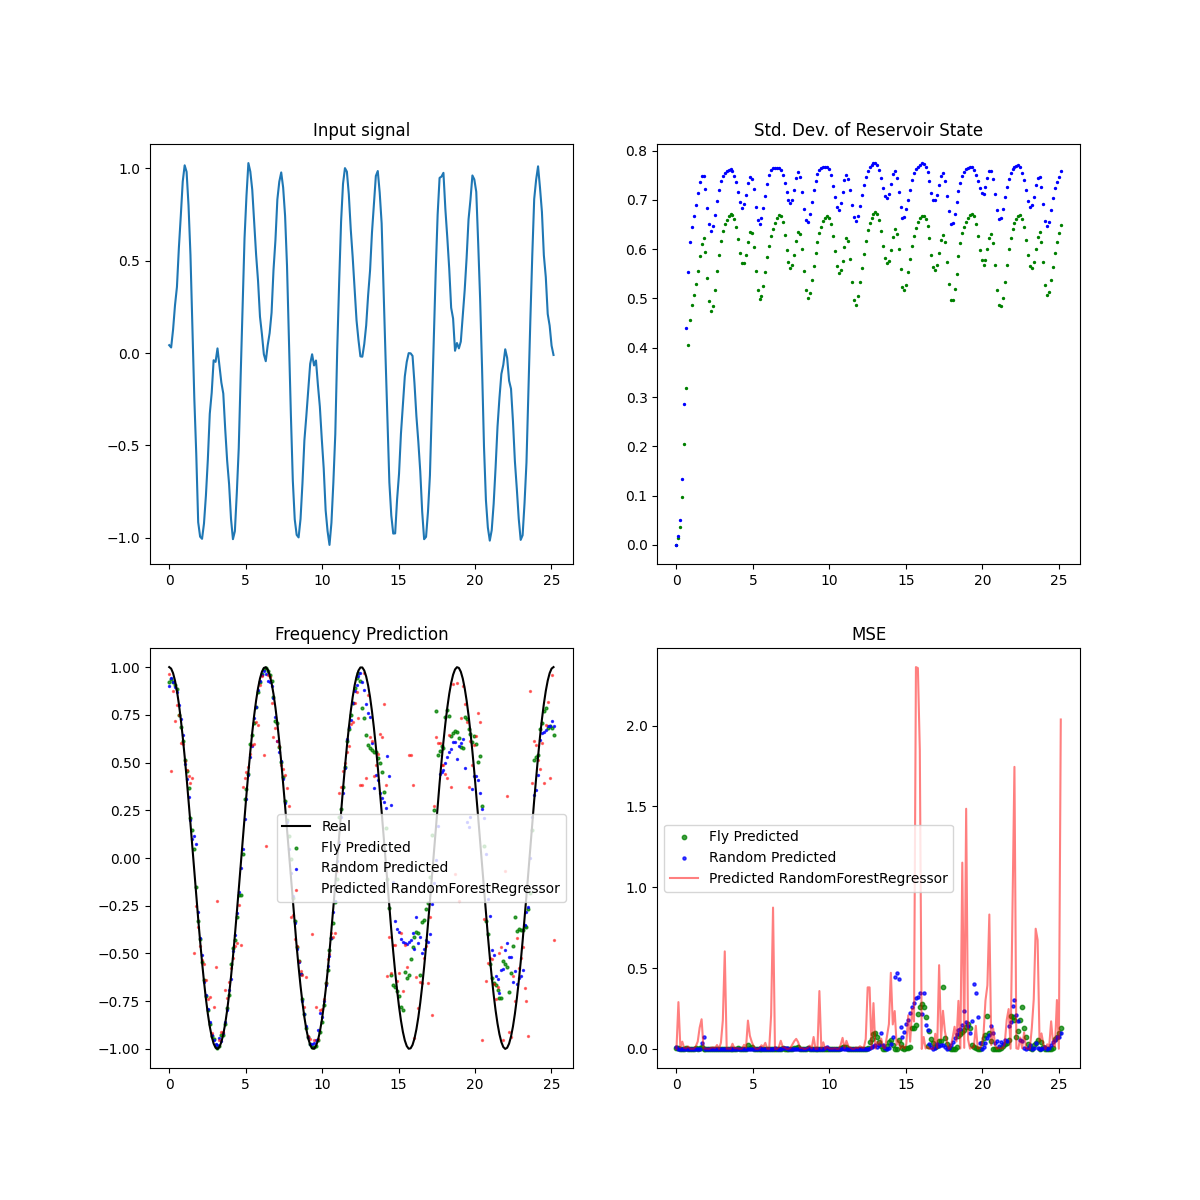 Input signal
1.0
0.5
0.0
−0.5
−1.0
0 5 10 15 20 25
Std. Dev. of Reservoir State
0.8
0.7
0.6
0.5
0.4
0.3
0.2
0.1
0.0
0 5 10 15 20 25
Frequency Prediction
1.00
0.75
0.50
0.25
0.00
−0.25
−0.50
−0.75
−1.00
0 5 10 15 20 25
Real
Fly Predicted
Random Predicted
Predicted RandomForestRegressor
MSE
2.0
1.5
1.0
0.5
0.0
0 5 10 15 20 25
Fly Predicted
Random Predicted
Predicted RandomForestRegressor